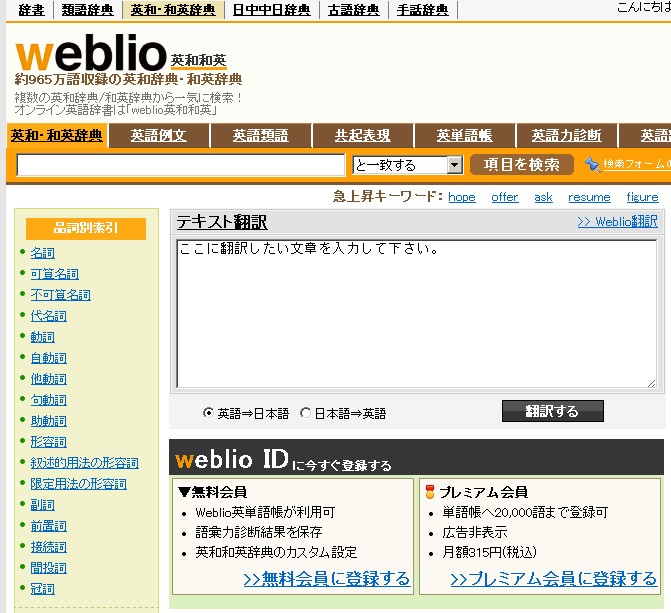 辞書 類語辞典 英和・和英辞典 日中中日辞典 古語辞典 手話辞典 こんにちは
weblio 英和和英
約965万語収録の英和辞典・和英辞典
複数の英和辞典/和英辞典から一気に検索！
オンライン英語辞書は「weblio英和和英」
英和・和英辞典 英語例文 英語類語 共起表現 英単語帳 英語力診断 英語
と一致する 項目を検索 検索フォームの
急上昇キーワード： hope offer ask resume figure
品詞別索引
名詞
可算名詞
不可算名詞
代名詞
動詞
自動詞
他動詞
句動詞
助動詞
形容詞
叙述的用法の形容詞
限定用法の形容詞
副詞
前置詞
接続詞
間投詞
冠詞
テキスト翻訳 >> Weblio翻訳
ここに翻訳したい文章を入力して下さい。
英語⇒日本語 日本語⇒英語 翻訳する
weblio ID に今すぐ登録する
▼無料会員
Weblio英単語帳が利用可
語彙力診断結果を保存
英和和英辞典のカスタム設定
>>無料会員に登録する
プレミアム会員
単語帳へ20,000語まで登録可
広告非表示
月額315円(税込)
>>プレミアム会員に登録する